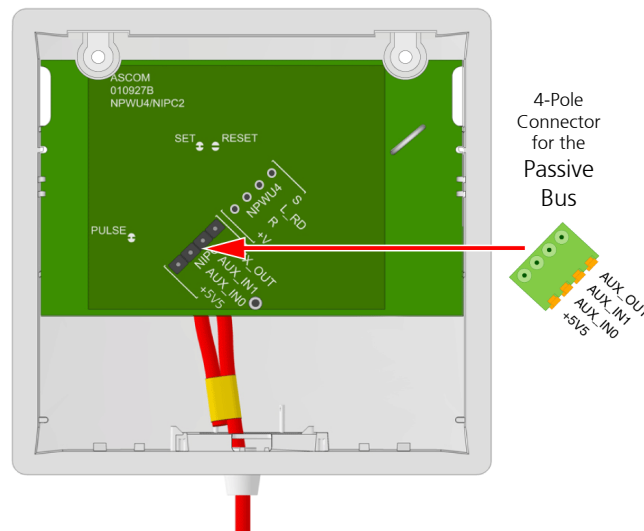 ASCOM
010927B
NPWU4/NIPC2
SET
RESET
PULSE
NPWU4
S
L_RD
R
+V
AUX_OUT
AUX_IN1
AUX_IN0
+5V5
4-Pole
Connector
for the
Passive
Bus
AUX_OUT
AUX_IN1
AUX_IN0
+5V5